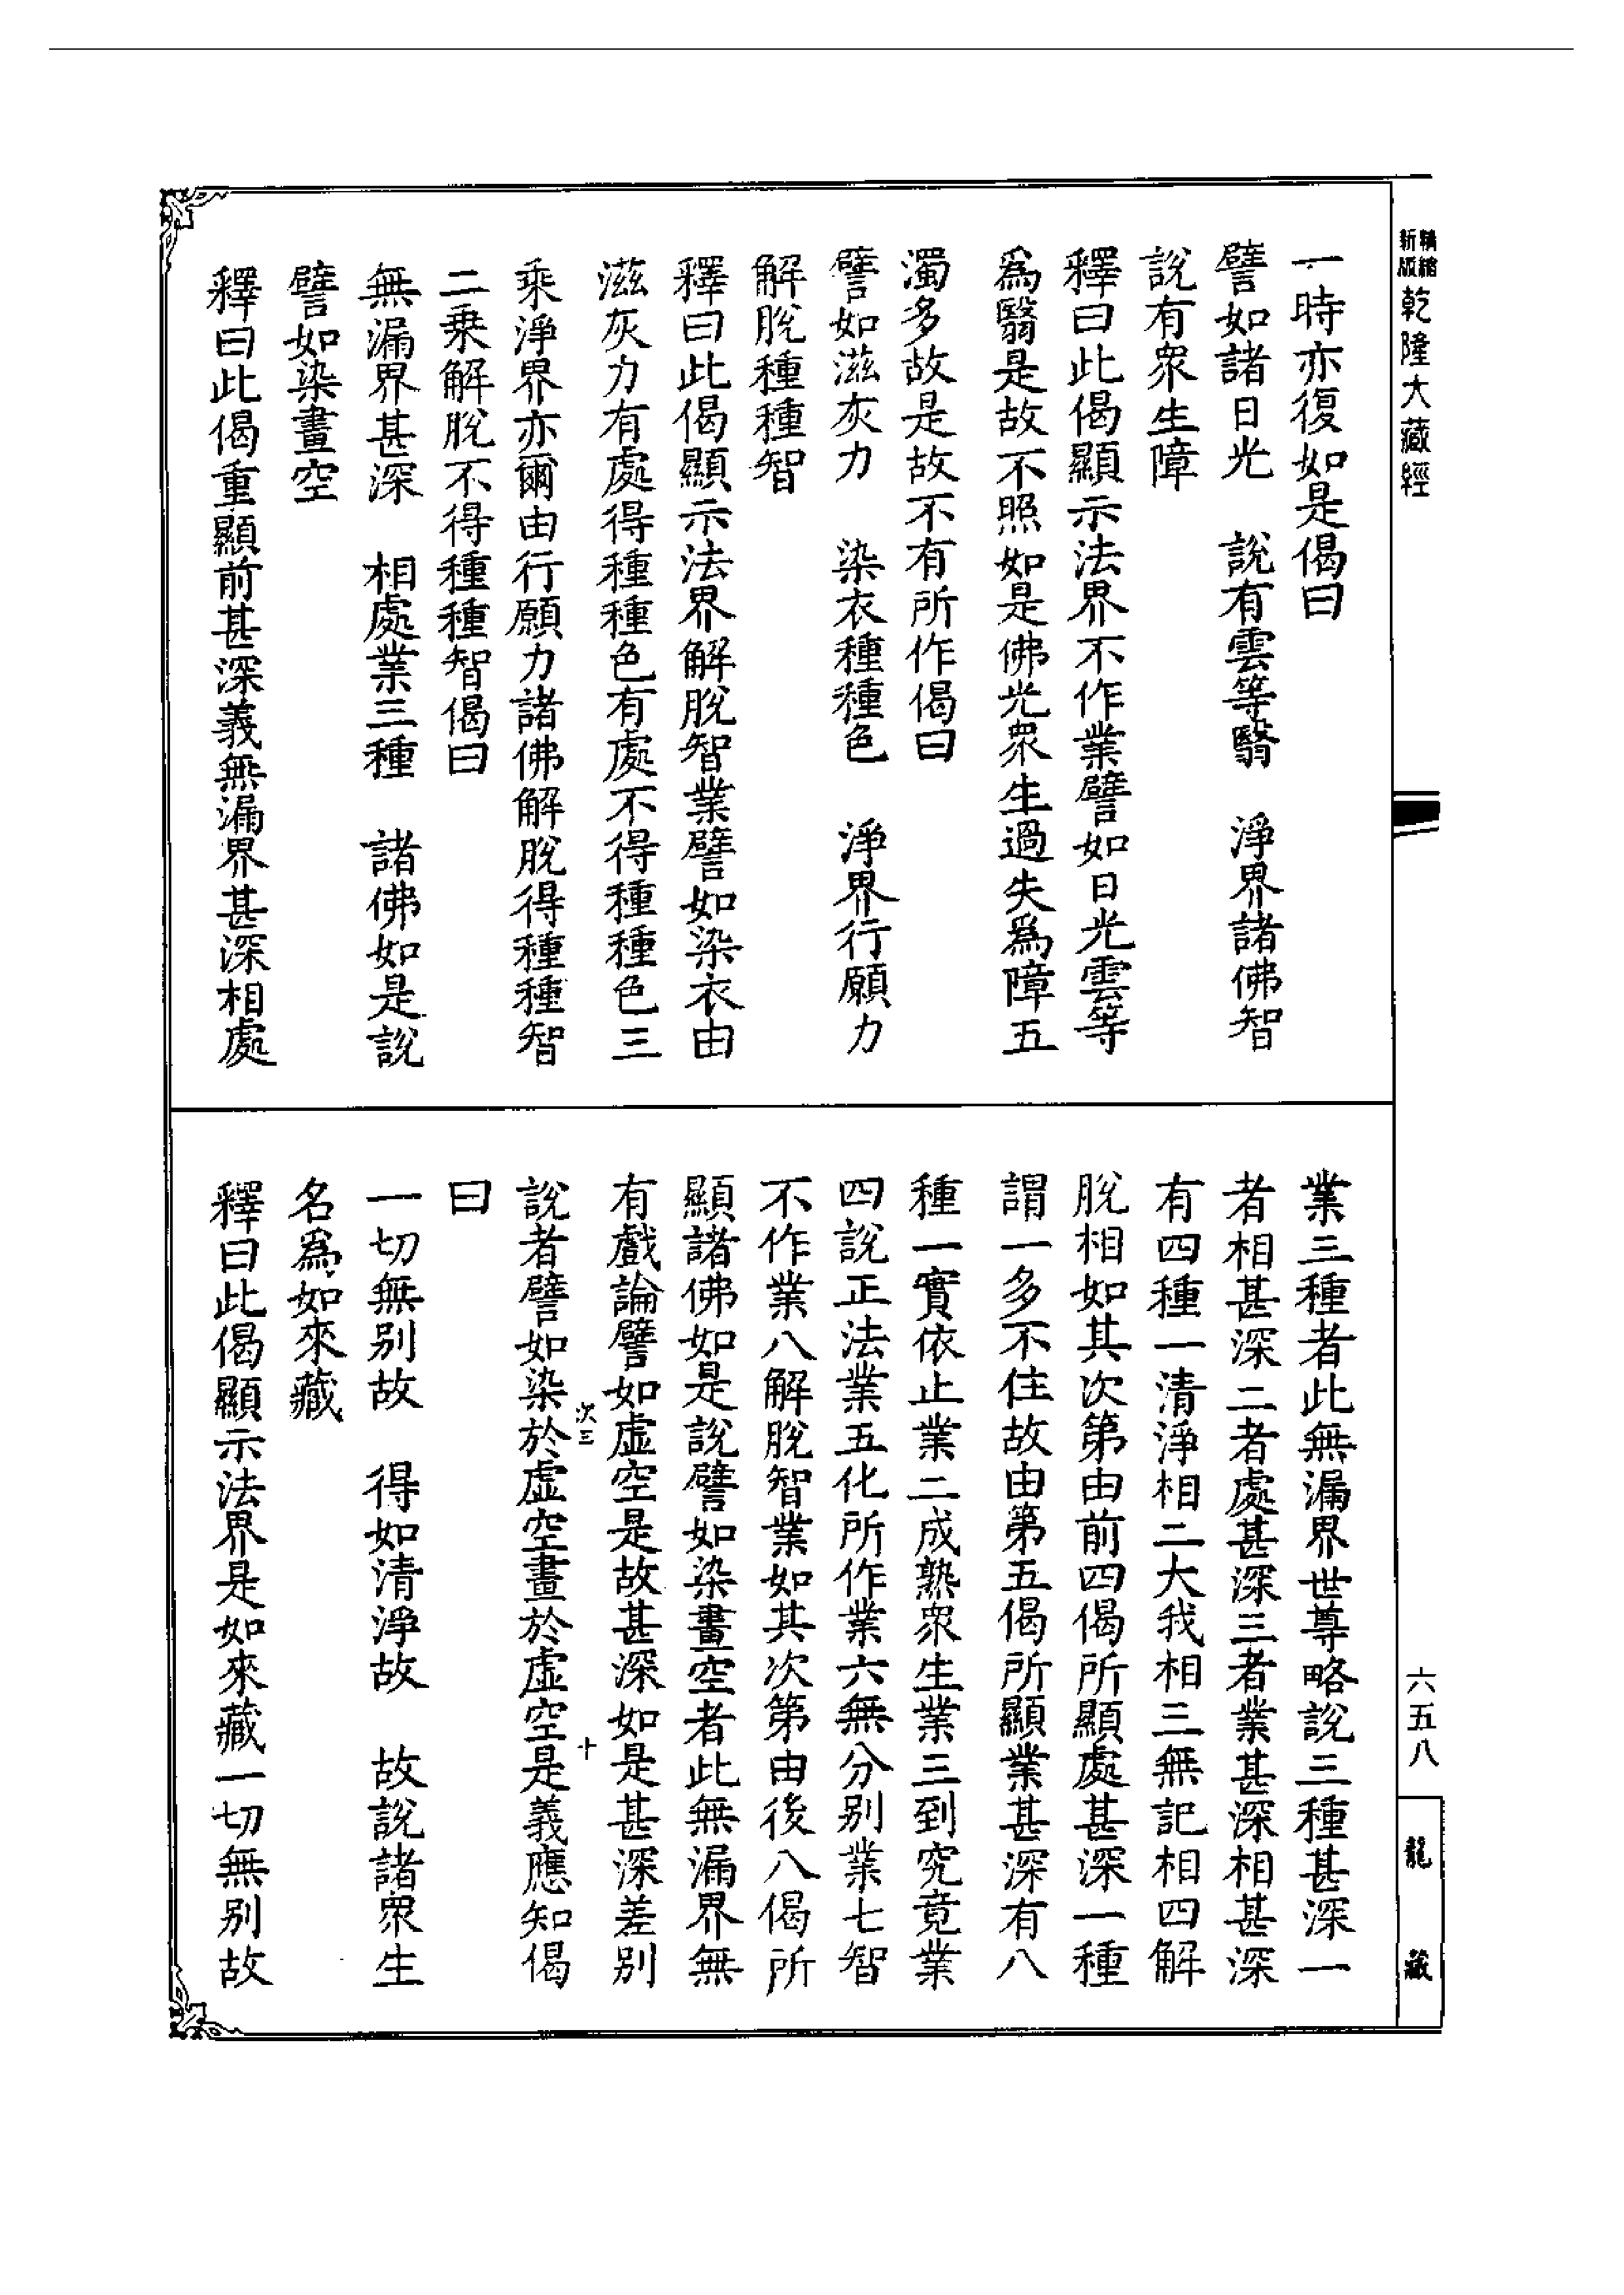 新版精縮乾隆大藏經
一時亦復如是偈曰
譬如諸日光　說有雲等翳　淨界諸佛智
說有衆生障
釋曰此偈顯示法界不作業譬如日光雲等
爲翳是故不照如是佛光衆生過失爲障五
濁多故是故不有所作偈曰
譬如滋灰力　染衣種種色　淨界行願力
解脫種種智
釋曰此偈顯示法界解脫智業譬如染衣由
滋灰力有處得種種色有處不得種種色三
乘淨界亦爾由行願力諸佛解脫得種種智
二乘解脫不得種種智偈曰
無漏界甚深　相處業三種　諸佛如是說
譬如染畫空
釋曰此偈重顯前甚深義無漏界甚深相處
業三種者此無漏界世尊略說三種甚深一
者相甚深二者處甚深三者業甚深相甚深
有四種一清淨相二大我相三無記相四解
脫相如其次第由前四偈所顯處甚深一種
謂一多不住故由第五偈所顯業甚深有八
種一寶依止業二成熟衆生業三到究竟業
四說正法業五化所作業六無分別業七智
不作業八解脫智業如其次第由後八偈所
顯諸佛如是說譬如染畫空者此無漏界無
有戲論譬如虛空是故甚深如是甚深差別
次三　十
說者譬如染於虛空畫於虛空是義應知偈
曰
一切無別故　得如清淨故　故說諸衆生
名爲如來藏
釋曰此偈顯示法界是如來藏一切無別故
六五八
龍藏